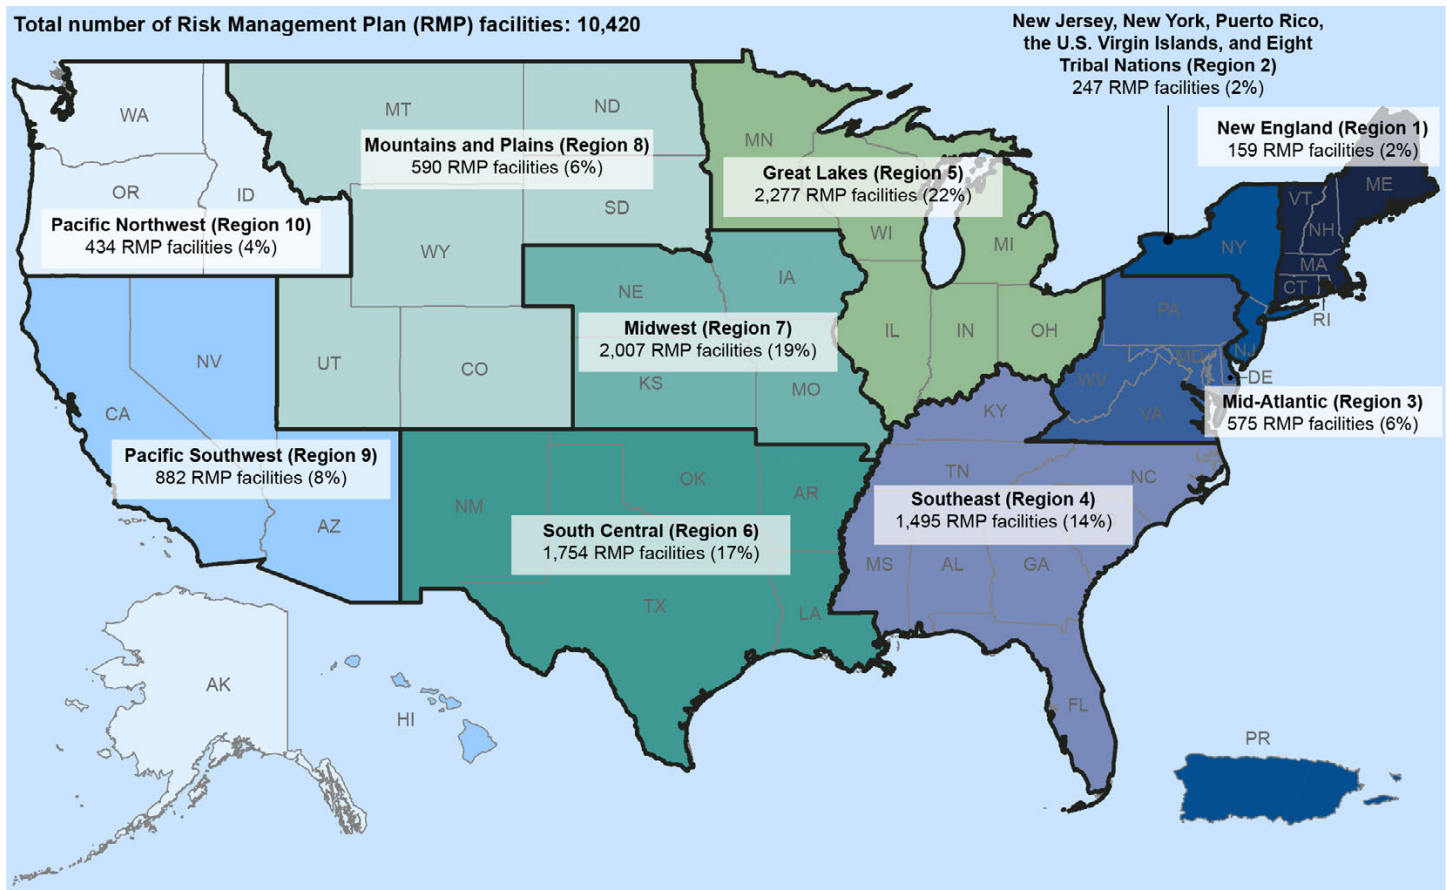 Total number of Risk Management Plan (RMP) facilities: 10,420
New Jersey, New York, Puerto Rico,
the U.S. Virgin Islands, and Eight
Tribal Nations (Region 2)
247 RMP facilities (2%)
New England (Region 1)
159 RMP facilities (2%)
WA
MT
ND
MN
Mountains and Plains (Region 8)
590 RMP facilities (6%)
Great Lakes (Region 5)
2,277 RMP facilities (22%)
OR
ID
SD
ME
VT
NH
Pacific Northwest (Region 10)
434 RMP facilities (4%)
WY
WI
MI
NY
MA
CT
RI
NE
IA
PA
Midwest (Region 7)
2,007 RMP facilities (19%)
IL
IN
OH
NJ
MD
DE
NV
UT
CO
KS
MO
WV
VA
Mid-Atlantic (Region 3)
575 RMP facilities (6%)
CA
KY
Pacific Southwest (Region 9)
882 RMP facilities (8%)
AZ
NM
OK
AR
TN
NC
Southeast (Region 4)
1,495 RMP facilities (14%)
South Central (Region 6)
1,754 RMP facilities (17%)
MS
AL
GA
TX
LA
FL
AK
HI
PR